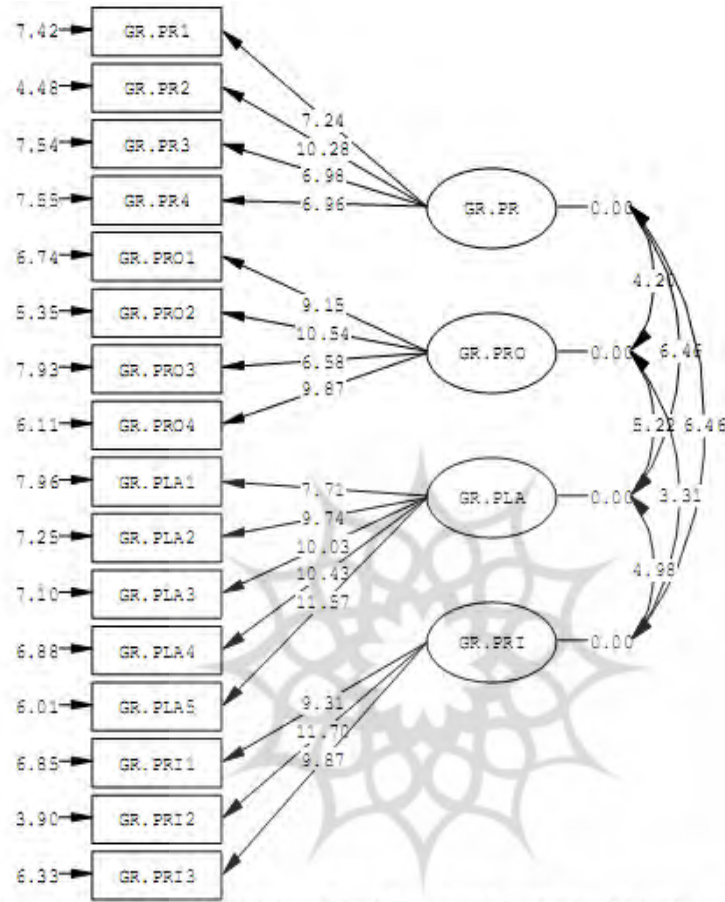 7.42 GR.PR1
4.48 GR.PR2
7.24
7.54 GR.PR3
10.28
6.98
7.55 GR.PR4
6.96
GR.PR
0.00
6.74 GR.PRO1
4.20
9.15
5.35 GR.PRO2
10.54
GR.PRO
0.00
6.46
7.93 GR.PRO3
6.58
9.87
6.11 GR.PRO4
5.22
6.46
7.96 GR.PLA1
7.71
GR.PLA
0.00
3.31
9.74
7.25 GR.PLA2
10.03
10.43
4.98
7.10 GR.PLA3
11.57
6.88 GR.PLA4
GR.PRI
0.00
6.01 GR.PLA5
9.31
11.70
6.85 GR.PRI1
9.87
3.90 GR.PRI2
6.33 GR.PRI3